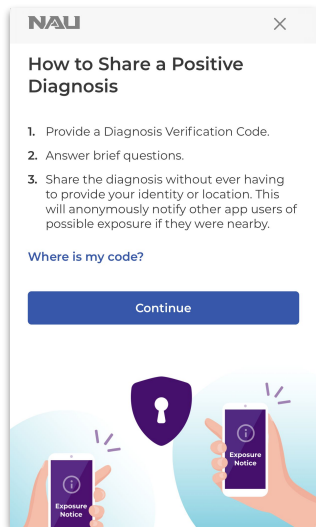 NAU
How to Share a Positive
Diagnosis
1. Provide a Diagnosis Verification Code.
2. Answer brief questions.
3. Share the diagnosis without ever having
to provide your identity or location. This
will anonymously notify other app users of
possible exposure if they were nearby.
Where is my code?
Continue
Exposure
Notice
Exposure
Notice